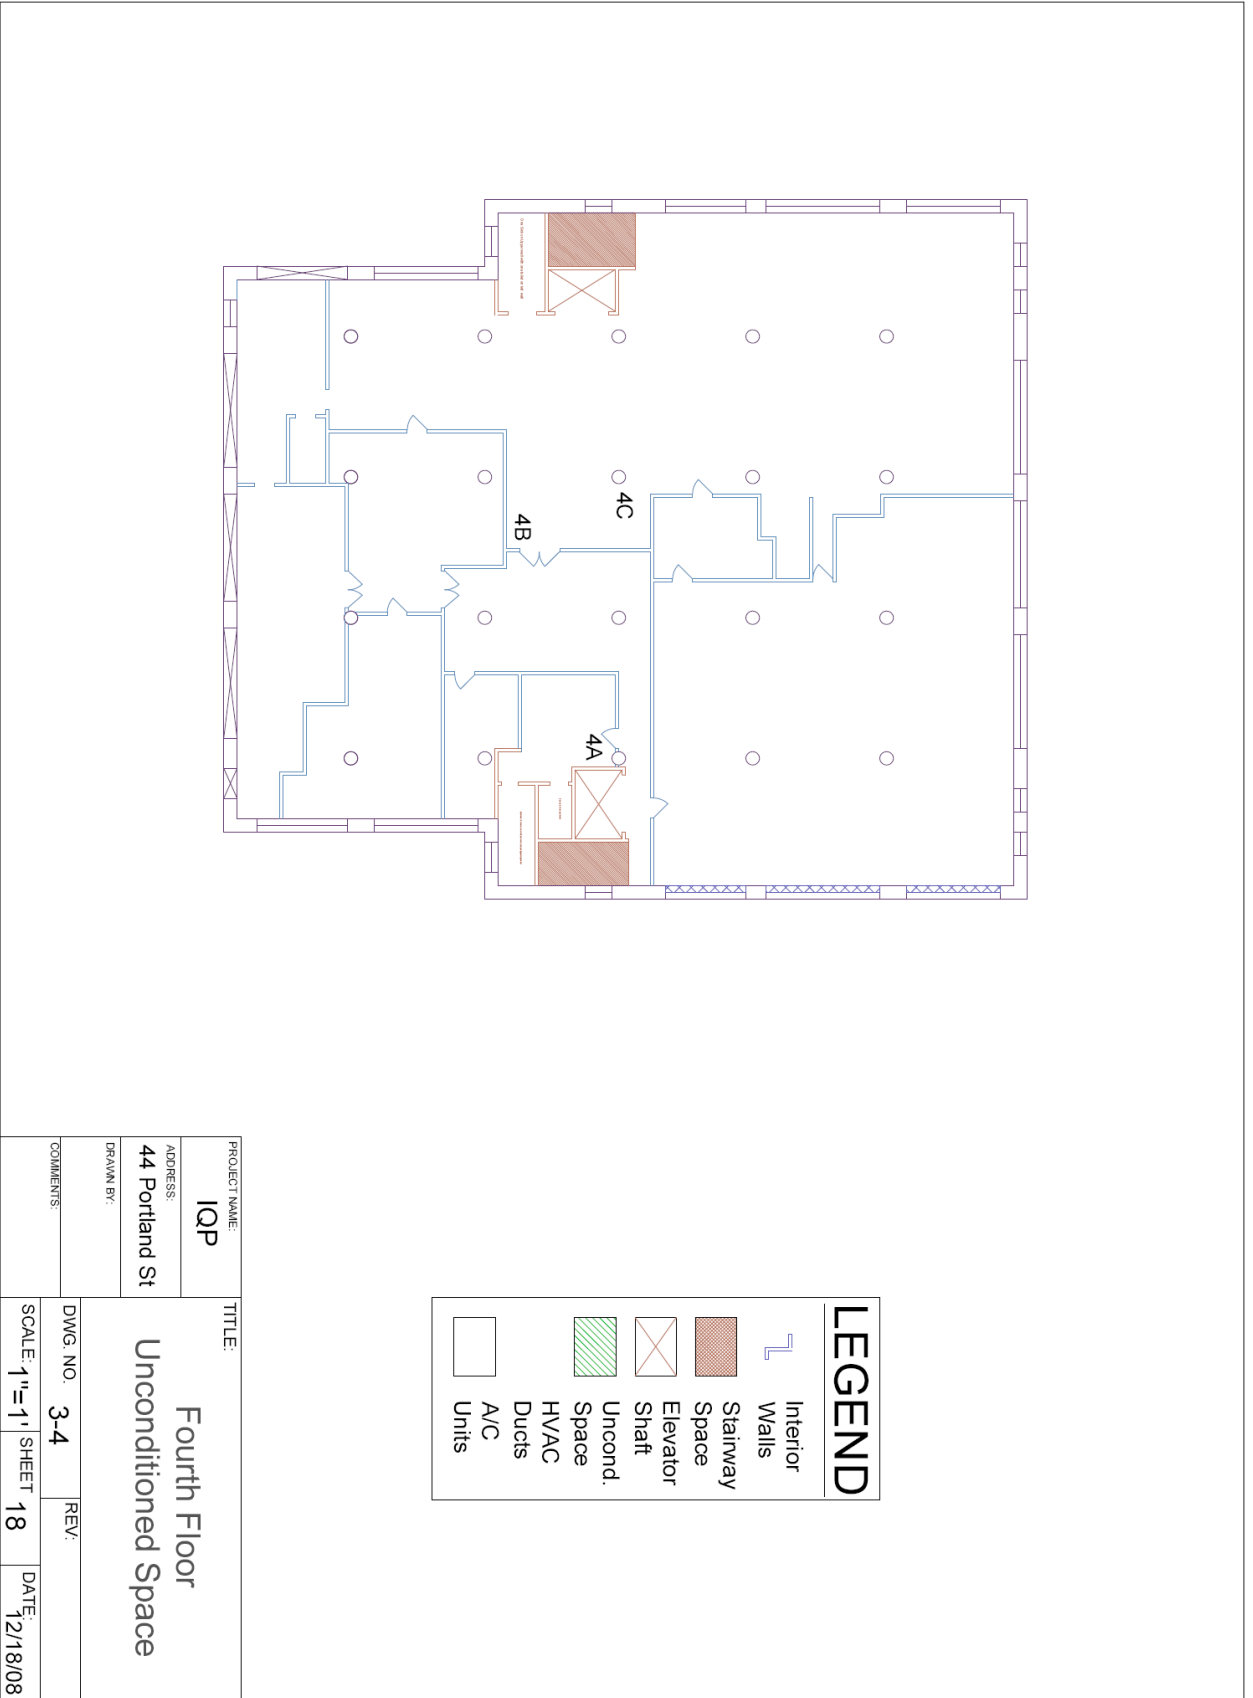 4C
4B
4A
LEGEND
Interior
Walls
Stairway
Space
Elevator
Shaft
Uncond.
Space
HVAC
Ducts
A/C
Units
PROJECT NAME:
IQP
ADDRESS:
44 Portland St
DRAWN BY:
COMMENTS:
TITLE:
Fourth Floor
Unconditioned Space
DWG. NO. 3-4
REV:
SCALE: 1"=1'
SHEET 18
DATE: 12/18/08